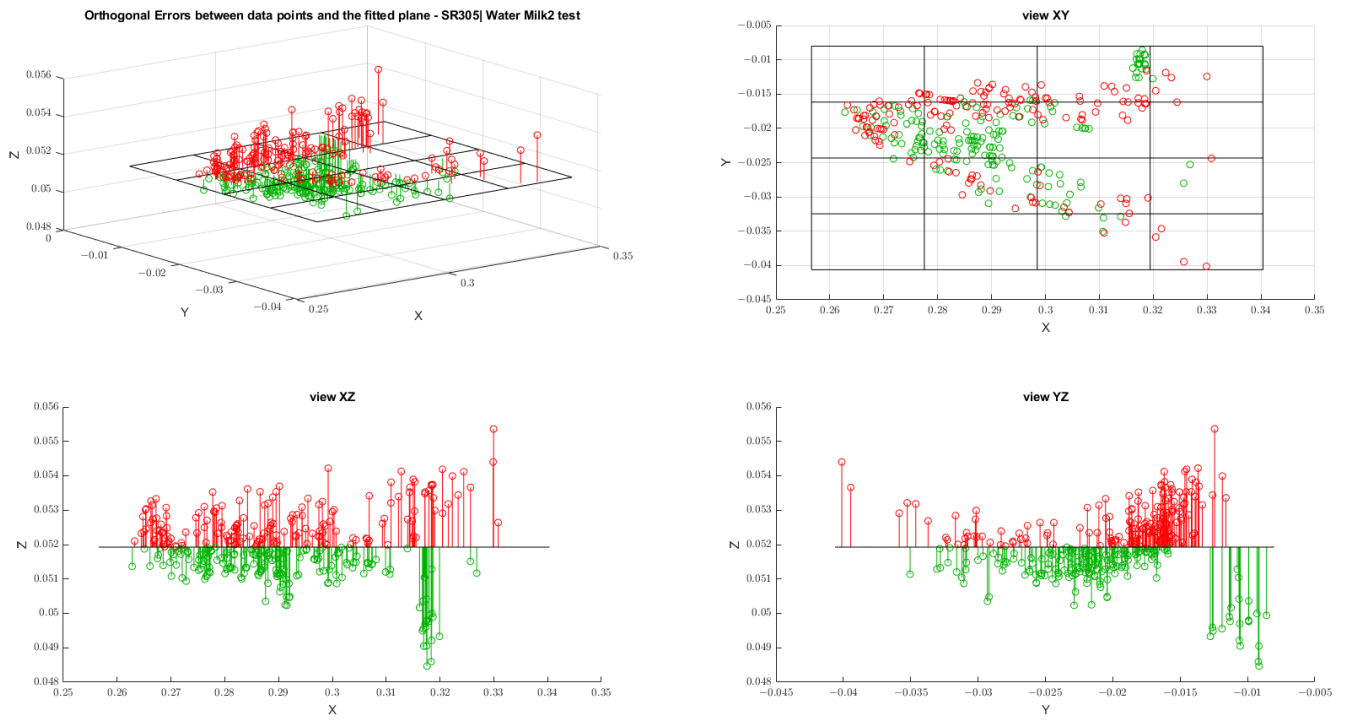 Orthogonal Errors between data points and the fitted plane - SR305| Water Milk2 test
0.056
0.054
0.052
0.05
0.048
Z
0
−0.01
−0.02
−0.03
−0.04
Y
0.25
0.3
0.35
X
view XY
−0.005
−0.01
−0.015
−0.02
−0.025
−0.03
−0.035
−0.04
−0.045
Y
0.25 0.26 0.27 0.28 0.29 0.3 0.31 0.32 0.33 0.34 0.35
X
view XZ
0.056
0.055
0.054
0.053
0.052
0.051
0.05
0.049
0.048
Z
0.25 0.26 0.27 0.28 0.29 0.3 0.31 0.32 0.33 0.34 0.35
X
view YZ
0.056
0.055
0.054
0.053
0.052
0.051
0.05
0.049
0.048
Z
−0.045 −0.04 −0.035 −0.03 −0.025 −0.02 −0.015 −0.01 −0.005
Y